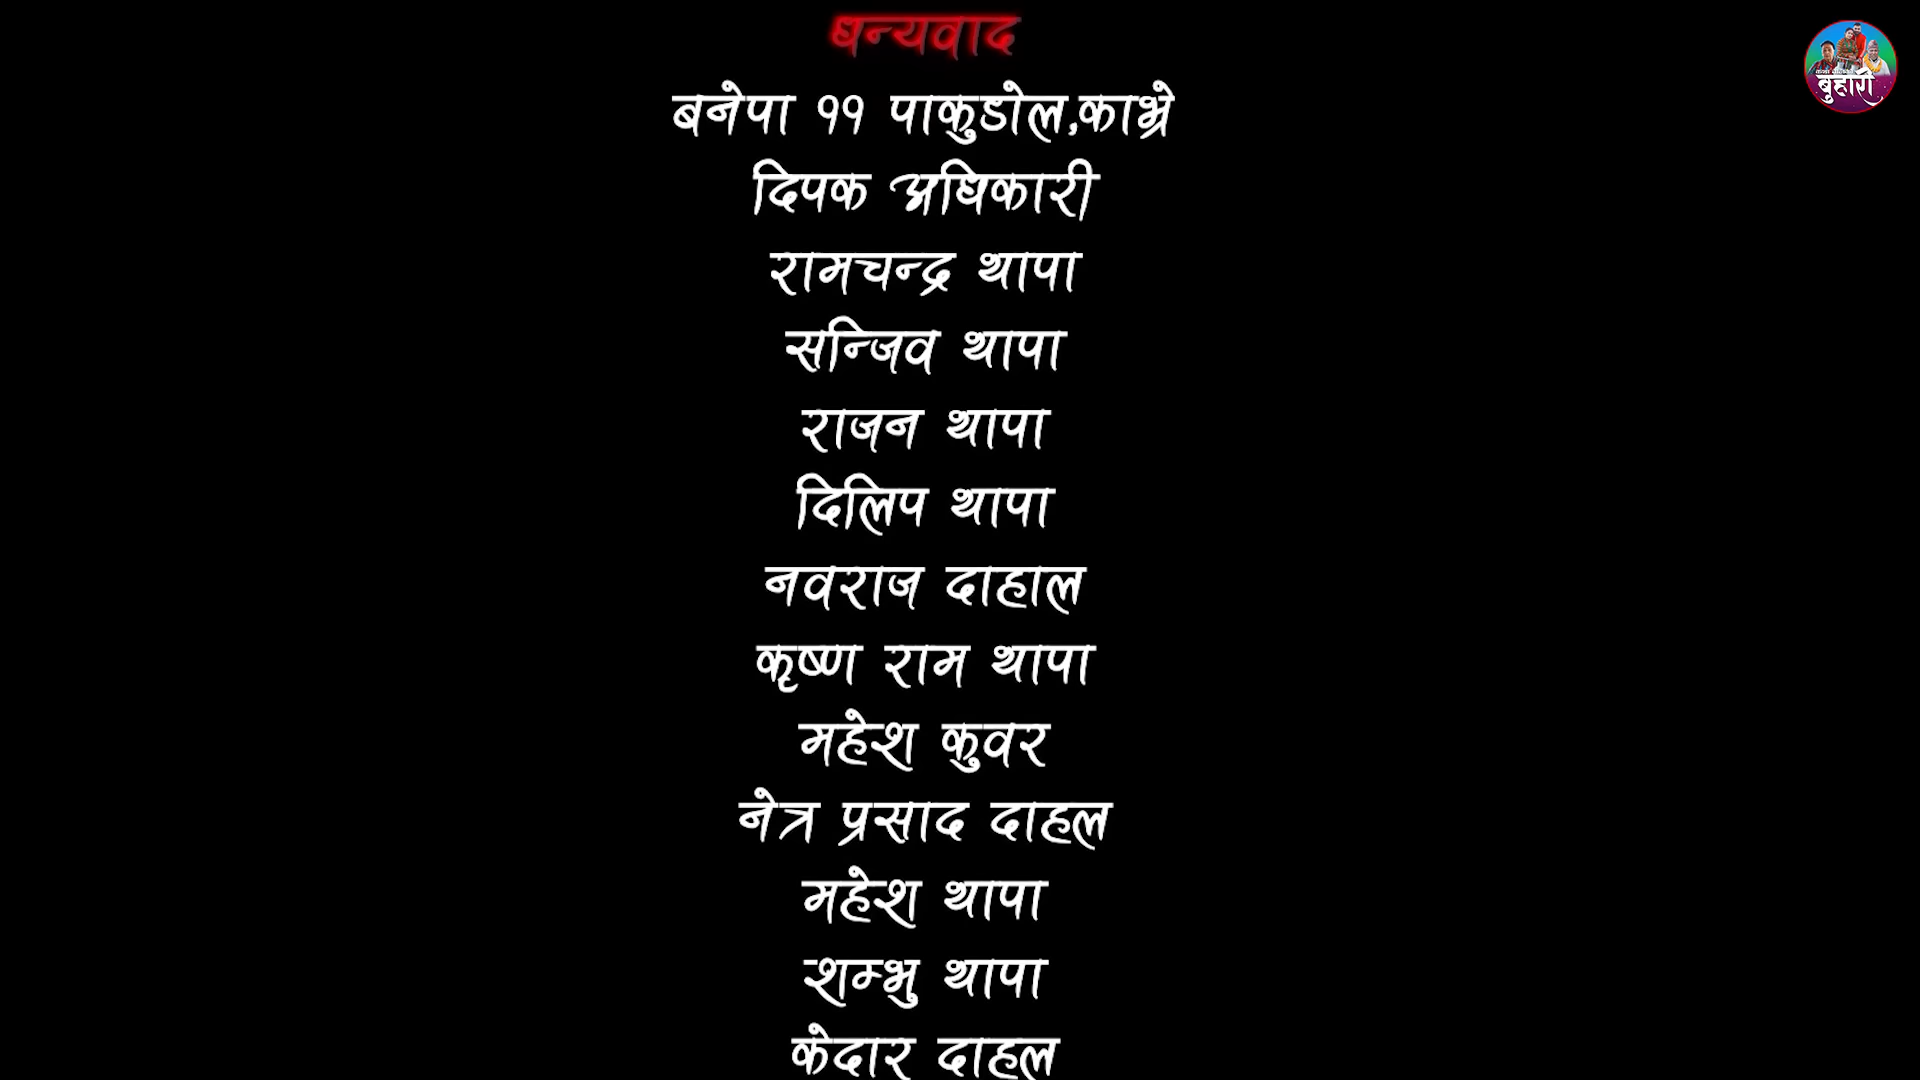 धन्यवाद
बनेपा ११ पाकुडोल,काभ्रे
दिपक अधिकारी
रामचन्द्र थापा
सन्जिव थापा
राजन थापा
दिलिप थापा
नवराज दाहाल
कृष्ण राम थापा
महेश कुवर
नेत्र प्रसाद दाहल
महेश थापा
शम्भु थापा
केदार दाहल
बुहारी